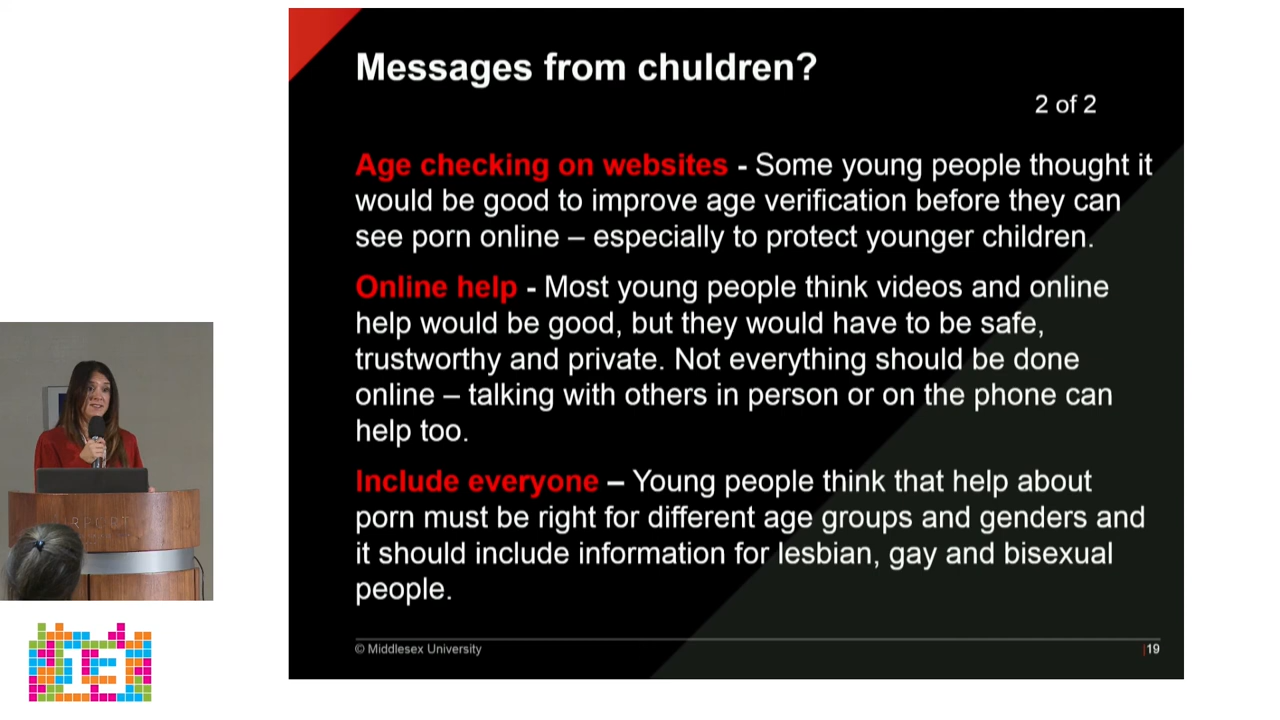 Messages from chuldren?
2 of 2
Age checking on websites - Some young people thought it
would be good to improve age verification before they can
see porn online – especially to protect younger children.
Online help - Most young people think videos and online
help would be good, but they would have to be safe,
trustworthy and private. Not everything should be done
online – talking with others in person or on the phone can
help too.
Include everyone – Young people think that help about
porn must be right for different age groups and genders and
it should include information for lesbian, gay and bisexual
people.
© Middlesex University
|19